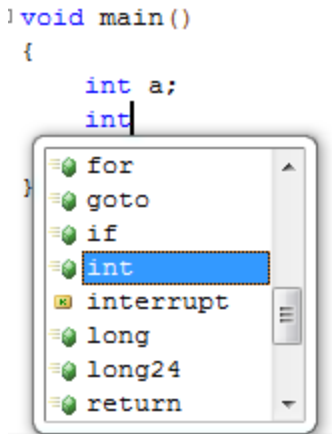 void main()
{
int a;
int
for
goto
if
int
interrupt
long
long24
return
}